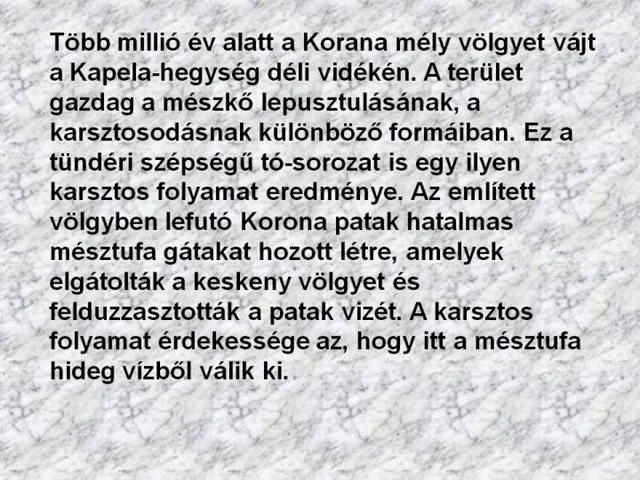 Több millió év alatt a Korana mély völgyet vájt
a Kapela-hegység déli vidékén. A terület
gazdag a mészkő lepusztulásának, a
karsztosodásnak különböző formáiban. Ez a
tündéri szépségű tó-sorozat is egy ilyen
karsztos folyamat eredménye. Az említett
völgyben lefutó Korona patak hatalmas
mésztufa gátakat hozott létre, amelyek
elgátolták a keskeny völgyet és
felduzzasztották a patak vizét. A karsztos
folyamat érdekessége az, hogy itt a mésztufa
hideg vízből válik ki.